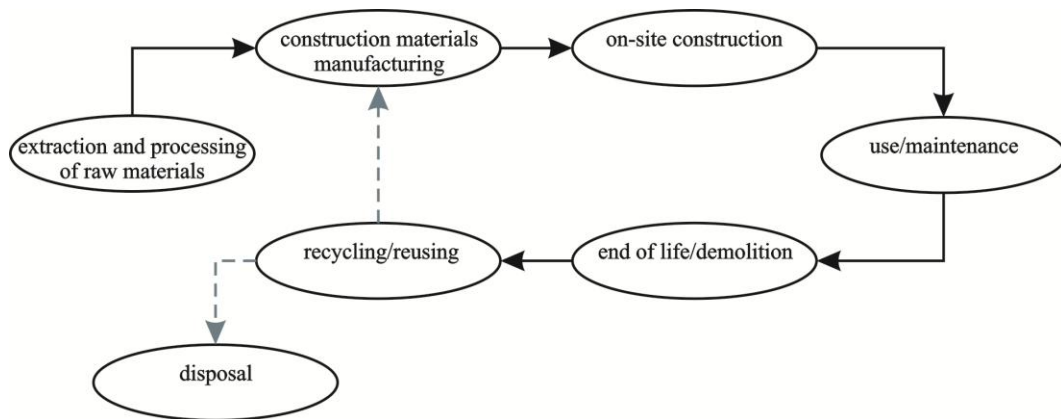 construction materials
manufacturing
on-site construction
extraction and processing
of raw materials
use/maintenance
recycling/reusing
end of life/demolition
disposal